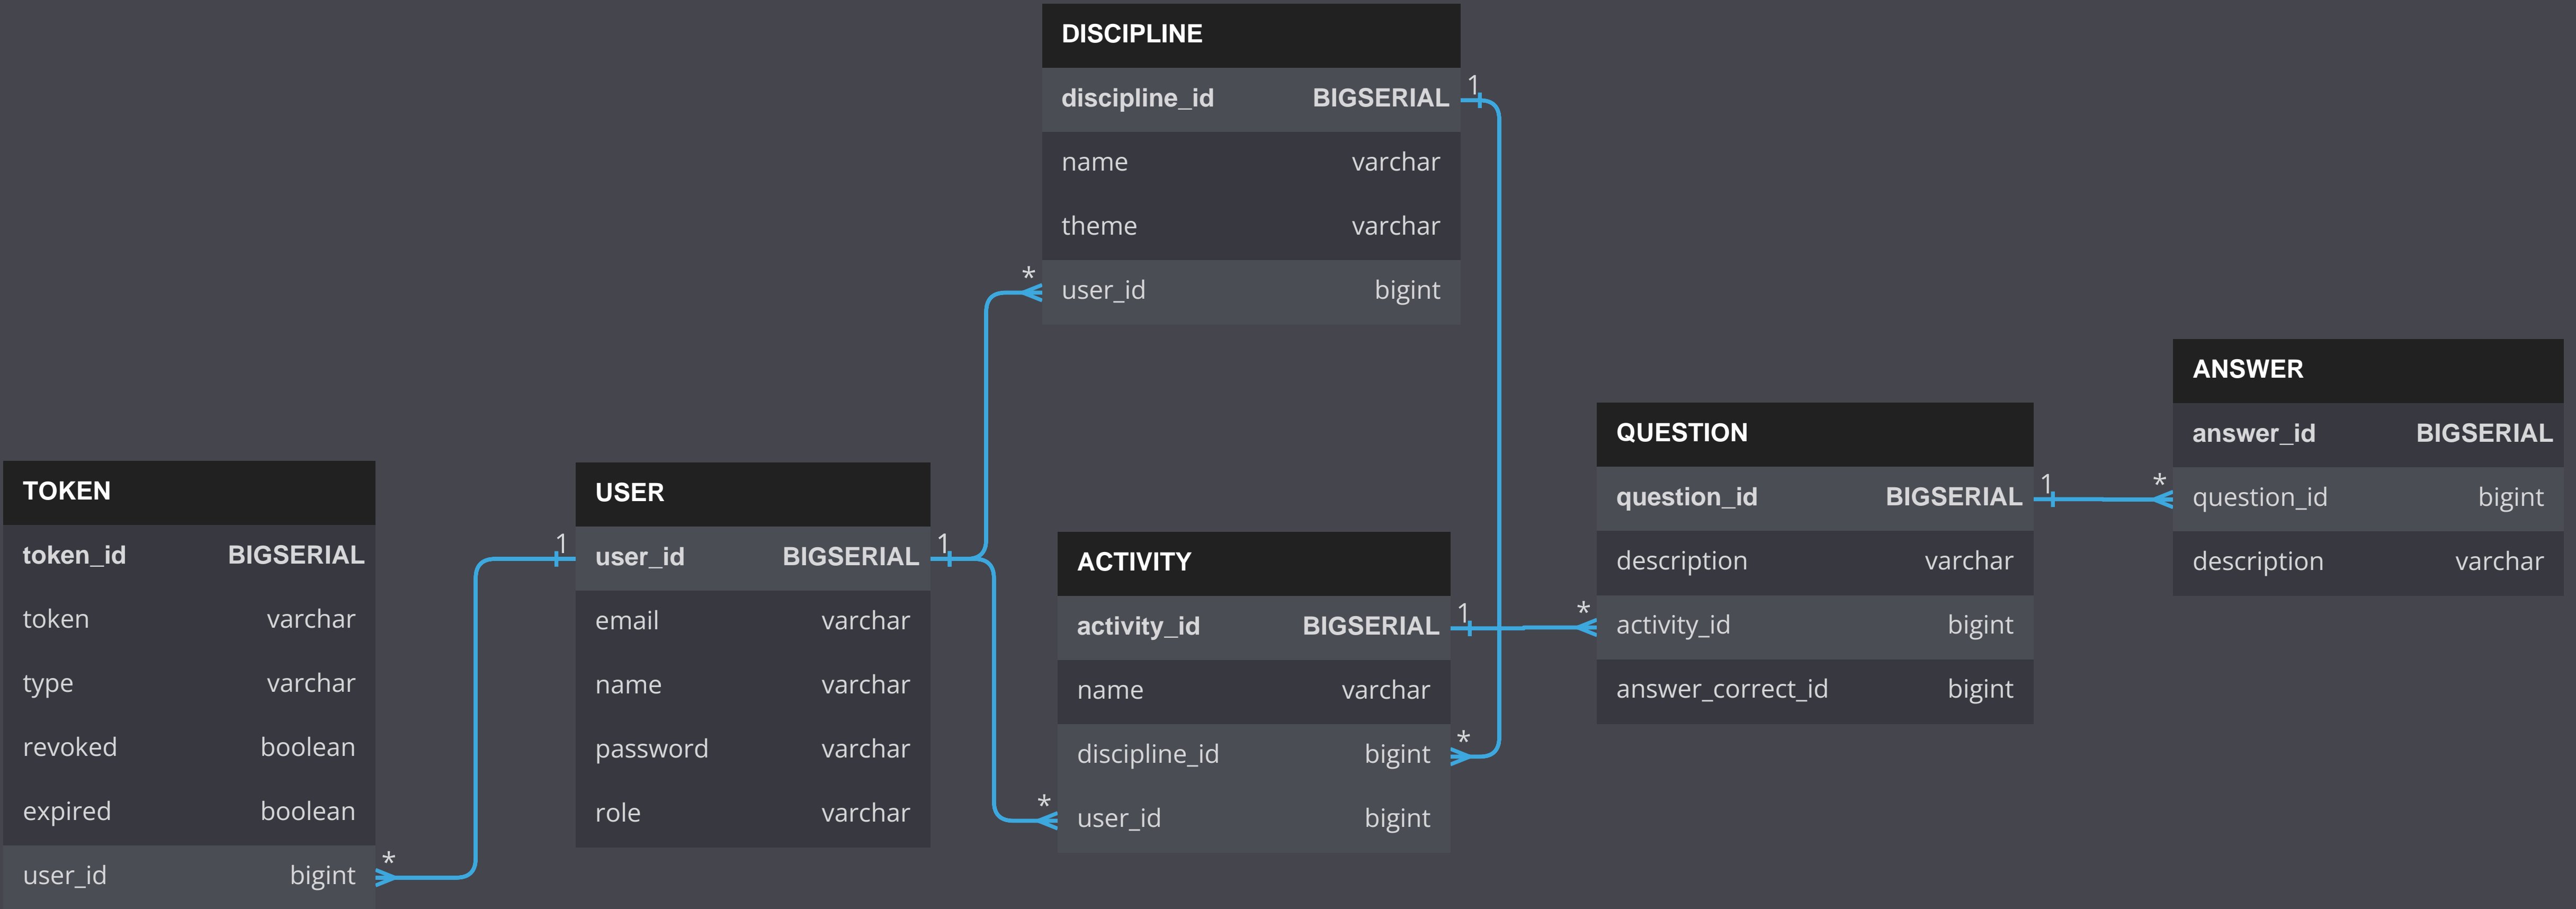 DISCIPLINE
discipline_id BIGSERIAL 1
name varchar
theme varchar
* user_id bigint
TOKEN
token_id BIGSERIAL
token varchar
type varchar
revoked boolean
expired boolean
user_id bigint *
USER
1 user_id BIGSERIAL 1
email varchar
name varchar
password varchar
role varchar
ACTIVITY
activity_id BIGSERIAL 1
name varchar
discipline_id bigint *
* user_id bigint
QUESTION
question_id BIGSERIAL 1
description varchar
* activity_id bigint
answer_correct_id bigint
ANSWER
answer_id BIGSERIAL
* question_id bigint
description varchar